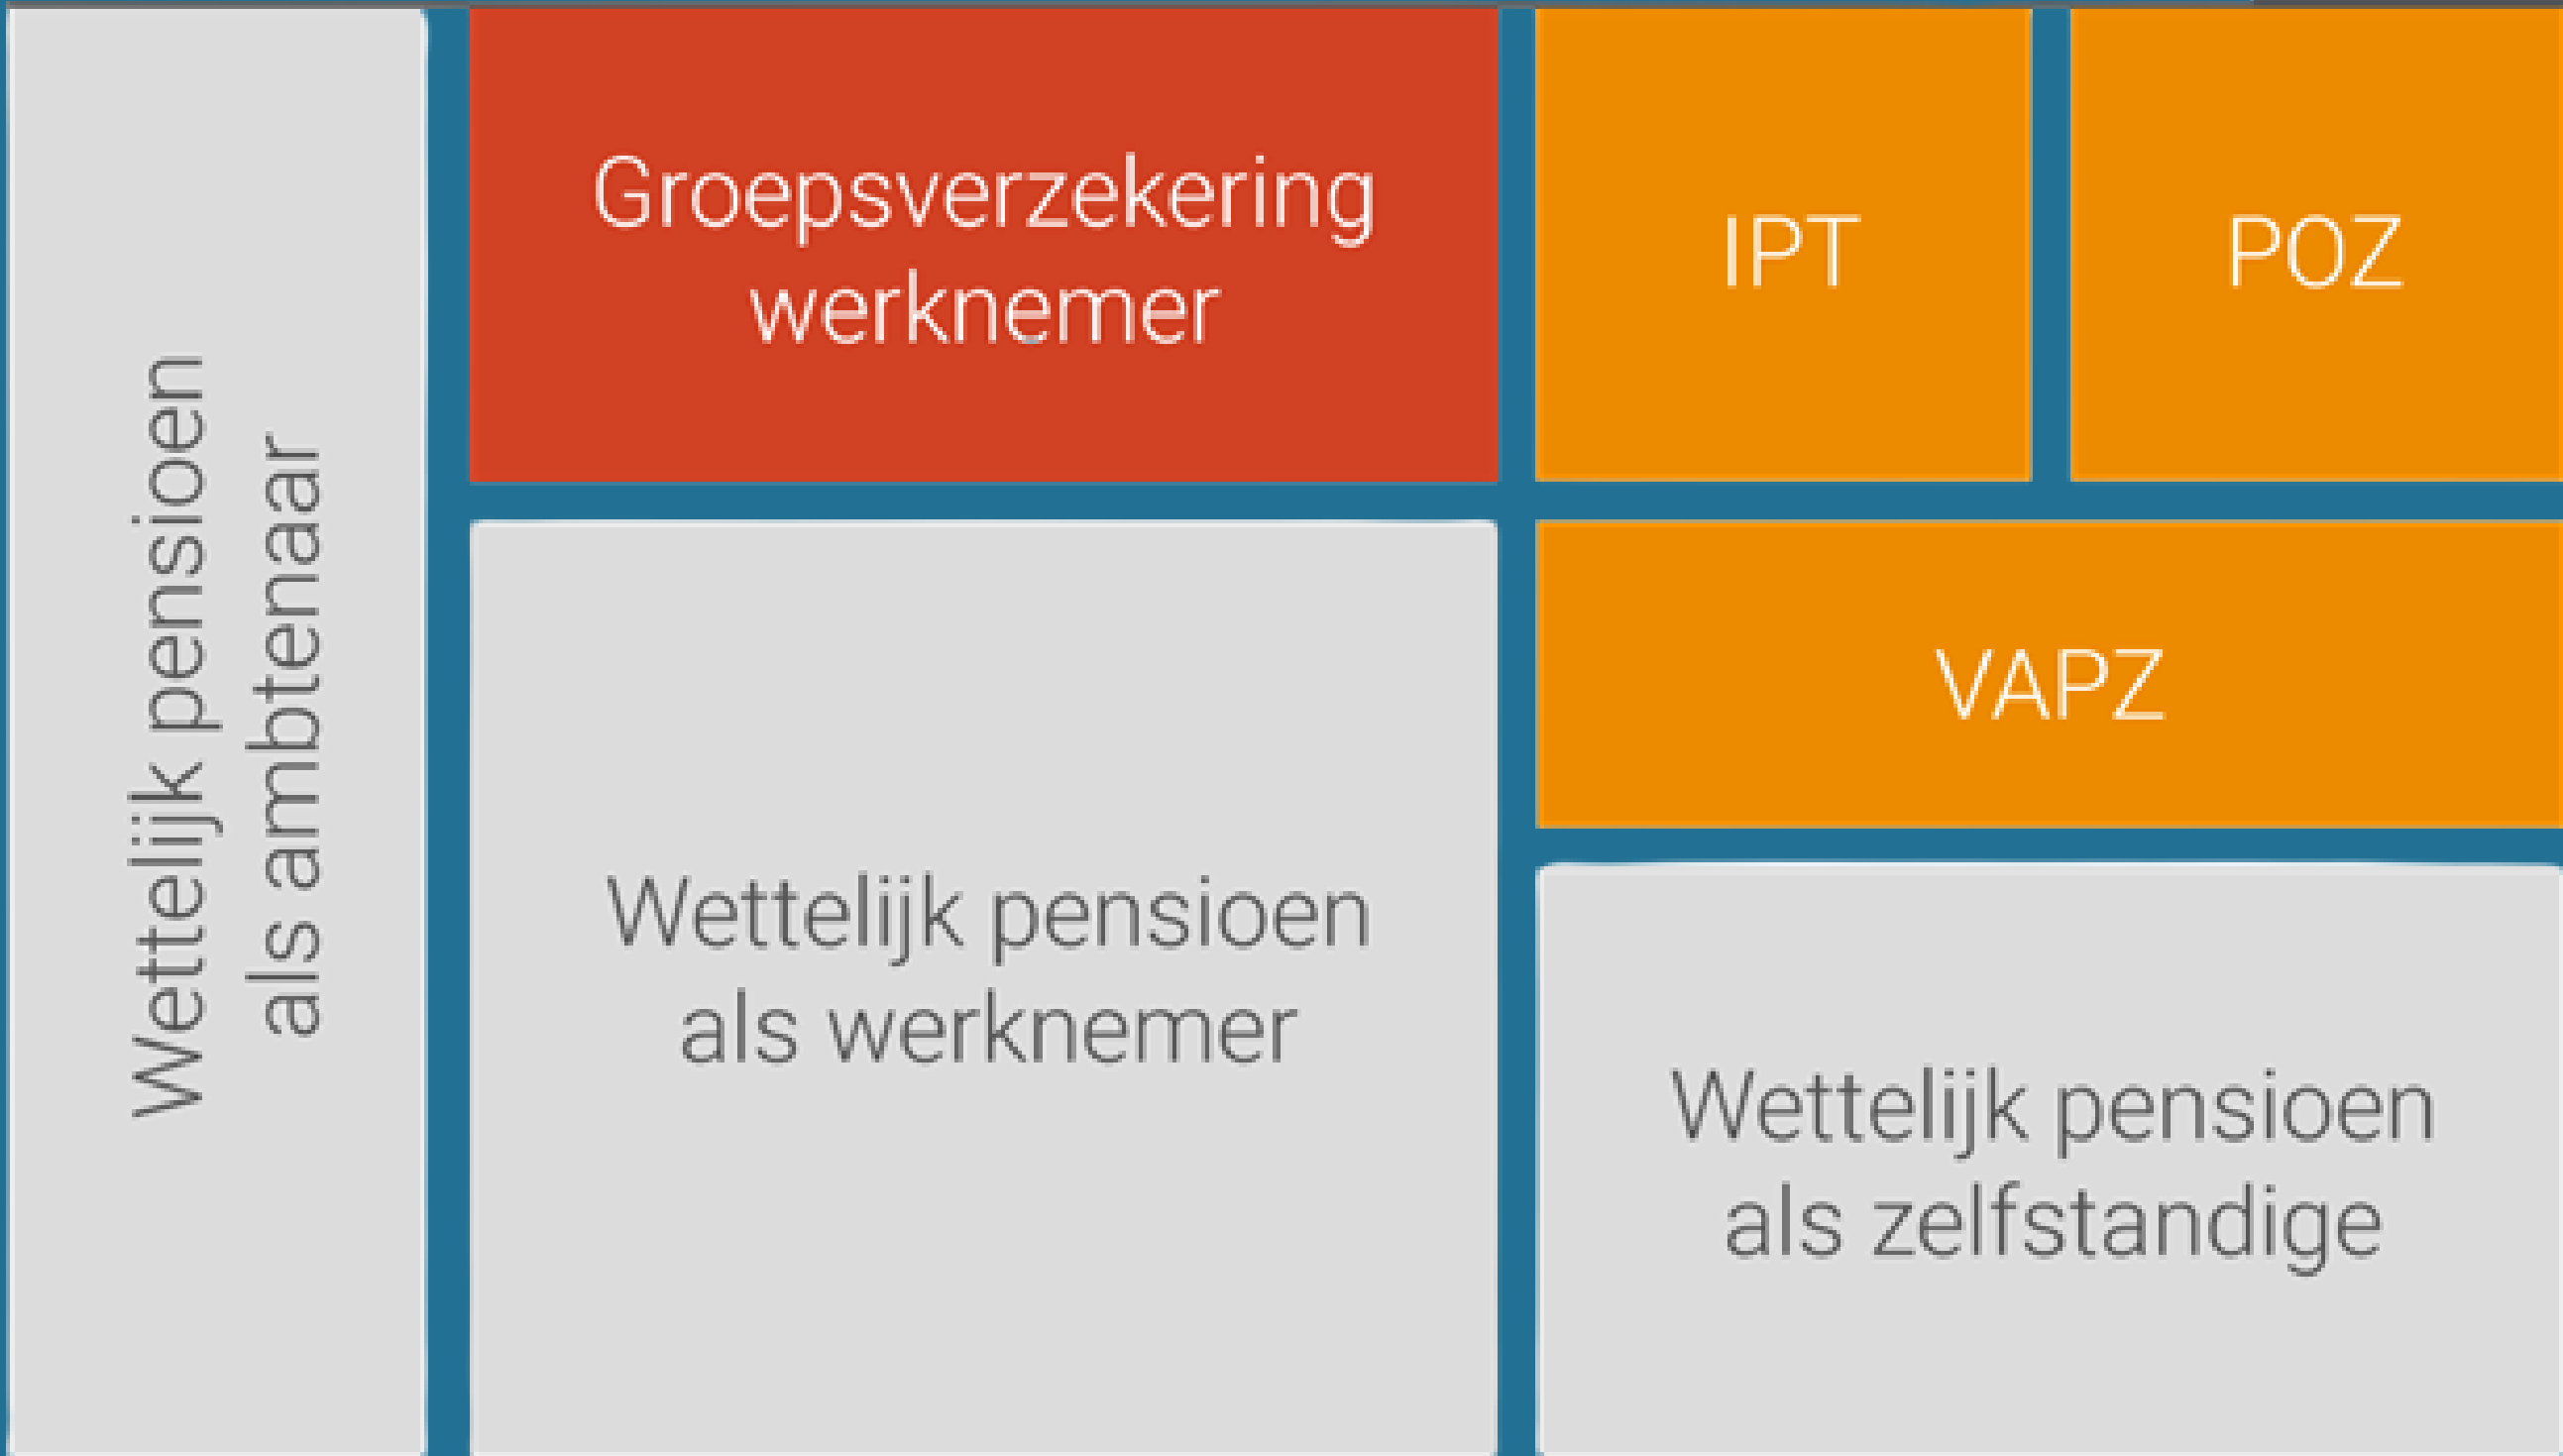 Wettelijk pensioen
als ambtenaar
Groepsverzekering
werknemer
IPT
POZ
VAPZ
Wettelijk pensioen
als werknemer
Wettelijk pensioen
als zelfstandige